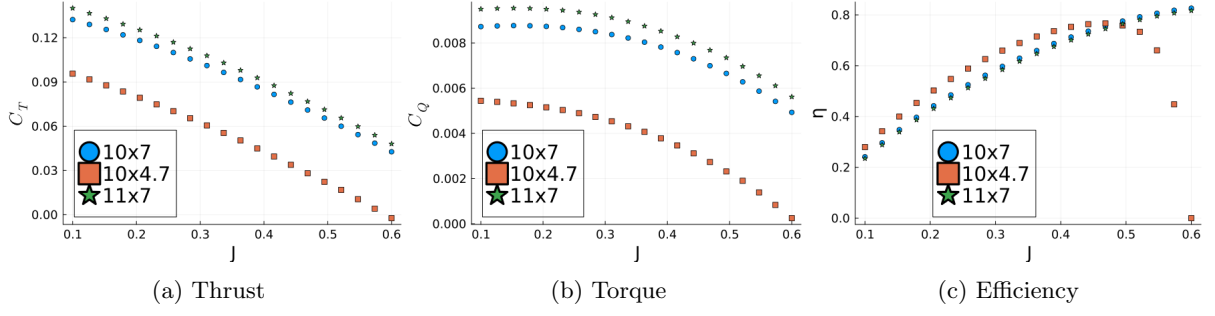 0.12
0.09
0.06
0.03
0.00
C_T
10x7
10x4.7
11x7
0.1 0.2 0.3 0.4 0.5 0.6
J
(a) Thrust
0.008
0.006
0.004
0.002
0.000
C_Q
10x7
10x4.7
11x7
0.1 0.2 0.3 0.4 0.5 0.6
J
(b) Torque
0.8
0.6
0.4
0.2
0.0
η
10x7
10x4.7
11x7
0.1 0.2 0.3 0.4 0.5 0.6
J
(c) Efficiency